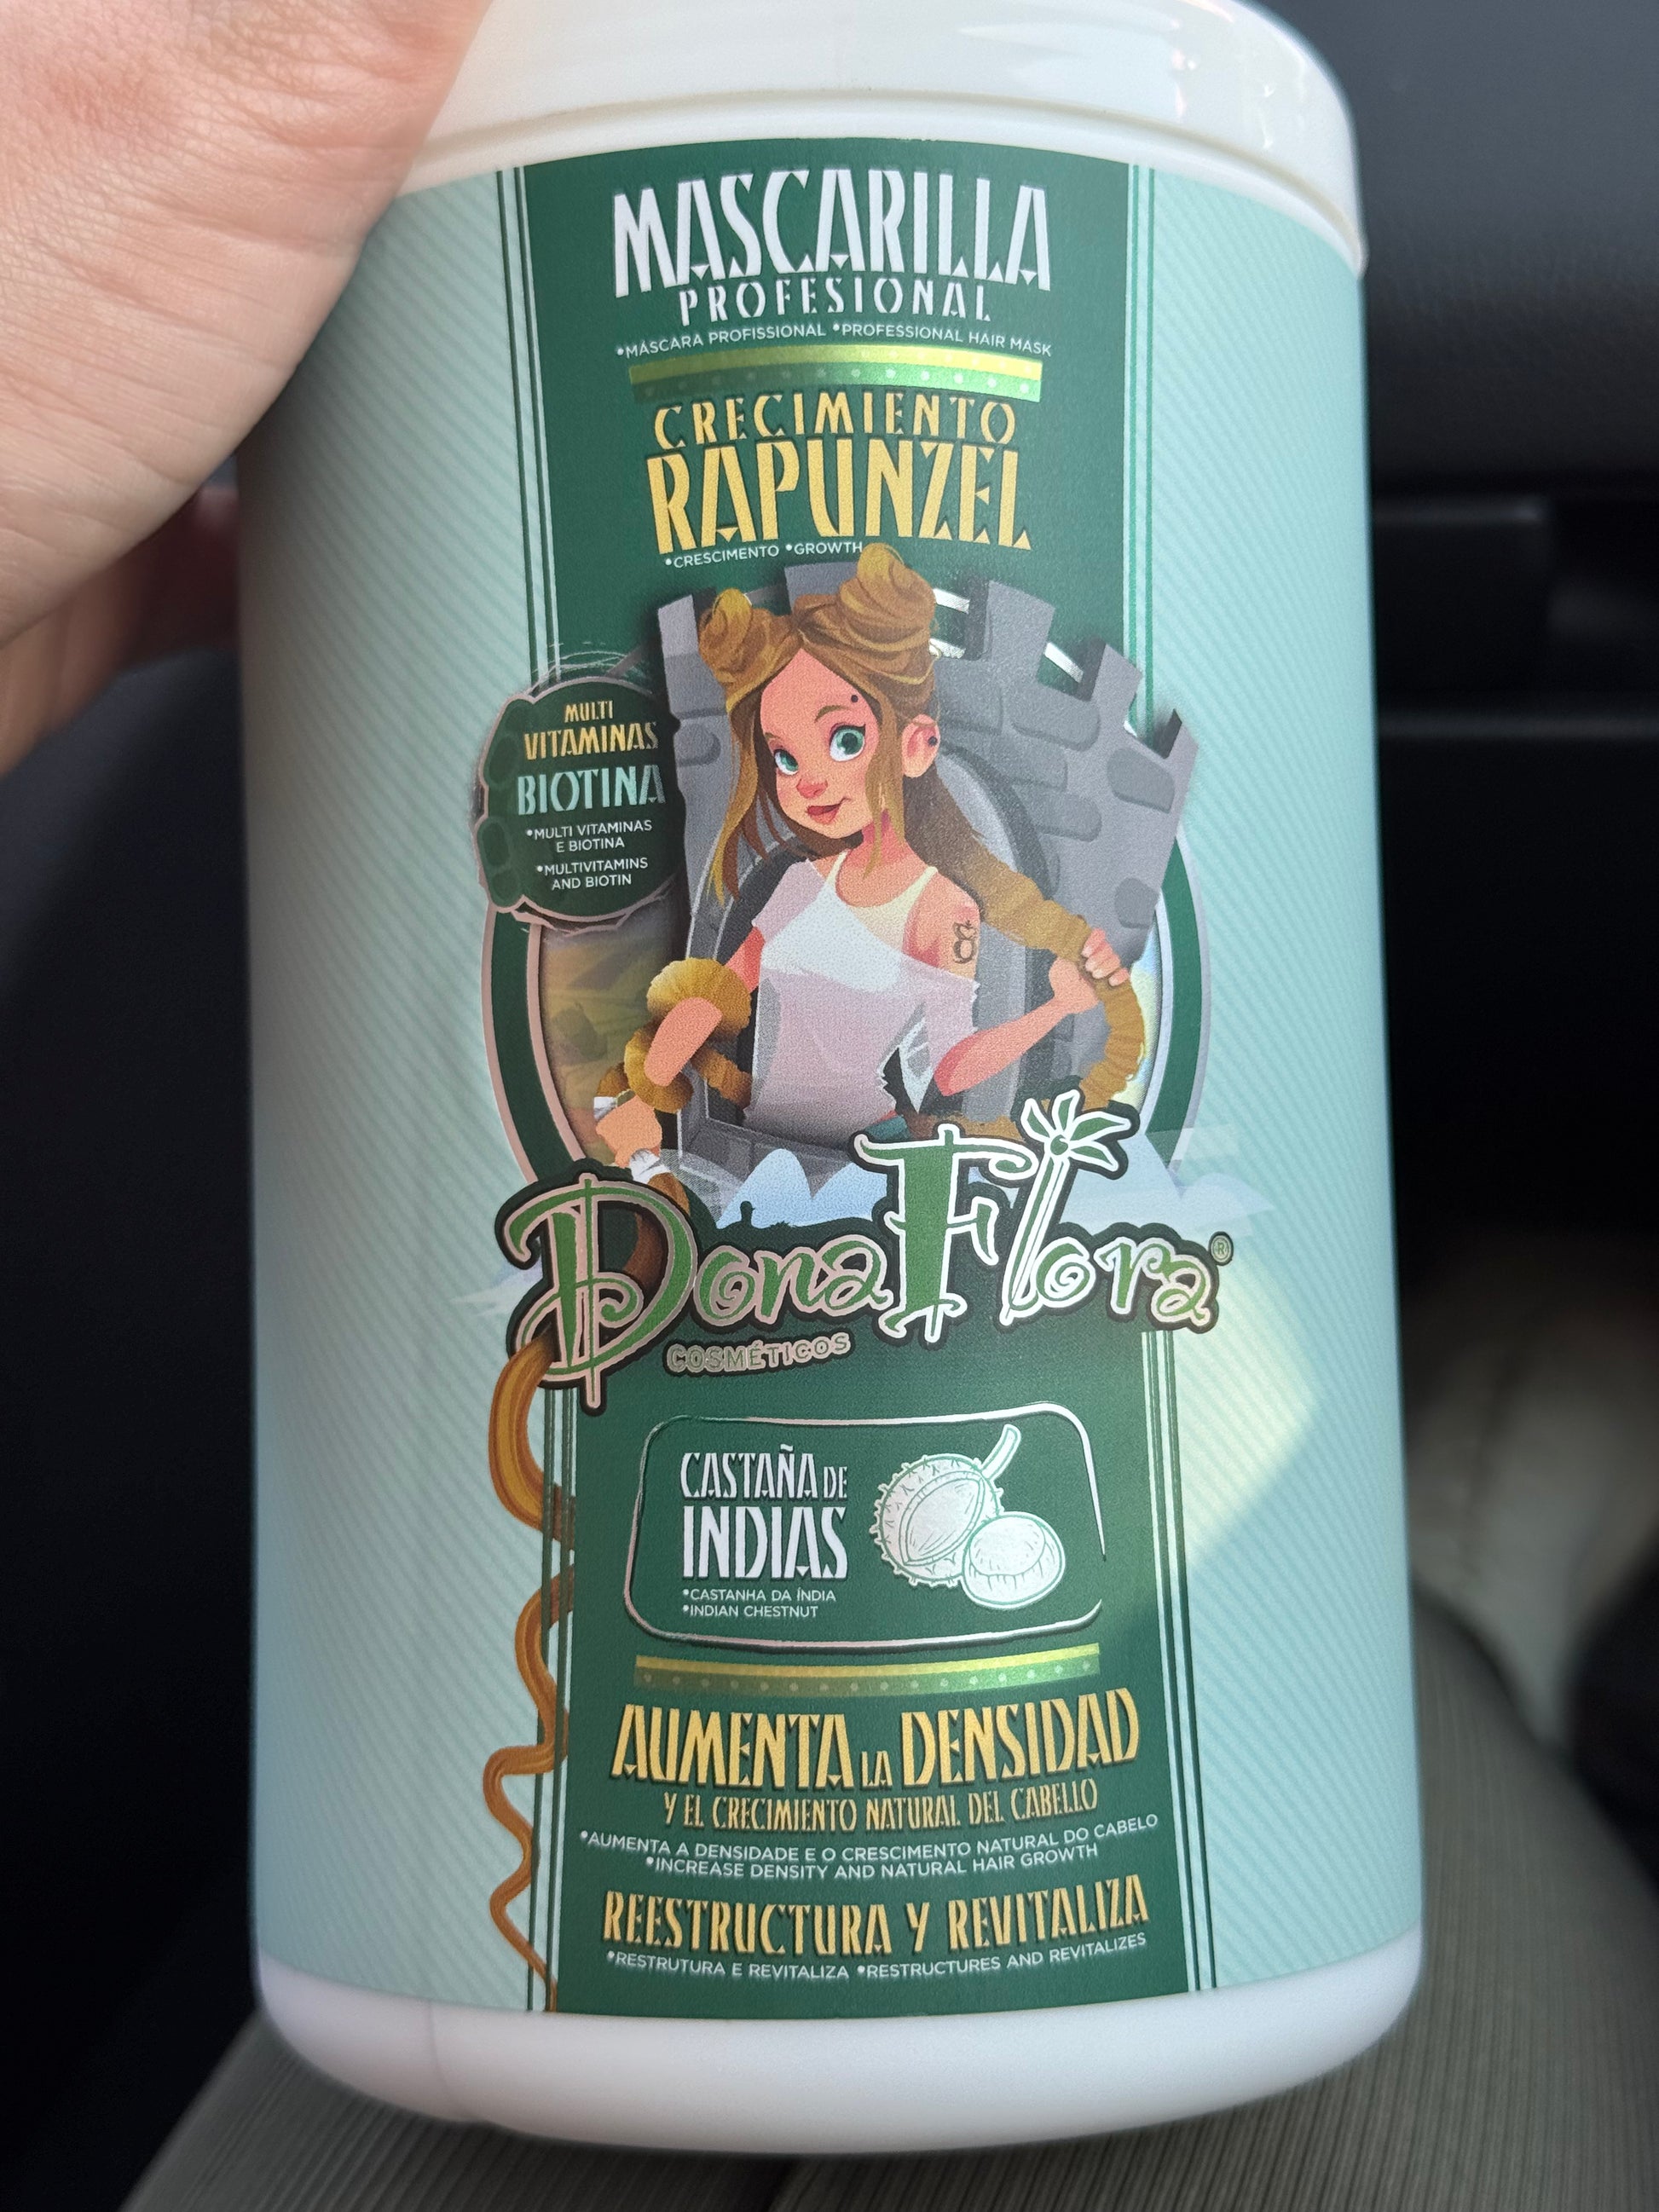 MASCARILLA
PROFESIONAL
•MÁSCARA PROFISSIONAL •PROFESSIONAL HAIR MASK
CRECIMIENTO
RAPUNZEL
•CRESCIMENTO •GROWTH
MULTI
VITAMINAS
BIOTINA
•MULTI VITAMINAS
E BIOTINA
•MULTIVITAMINS
AND BIOTIN
Dona Flora®
COSMÉTICOS
CASTAÑA DE
INDIAS
•CASTANHA DA ÍNDIA
•INDIAN CHESTNUT
AUMENTA LA DENSIDAD
Y EL CRECIMIENTO NATURAL DEL CABELLO
•AUMENTA A DENSIDADE E O CRESCIMENTO NATURAL DO CABELO
•INCREASE DENSITY AND NATURAL HAIR GROWTH
REESTRUCTURA Y REVITALIZA
•RESTRUTURA E REVITALIZA •RESTRUCTURES AND REVITALIZES